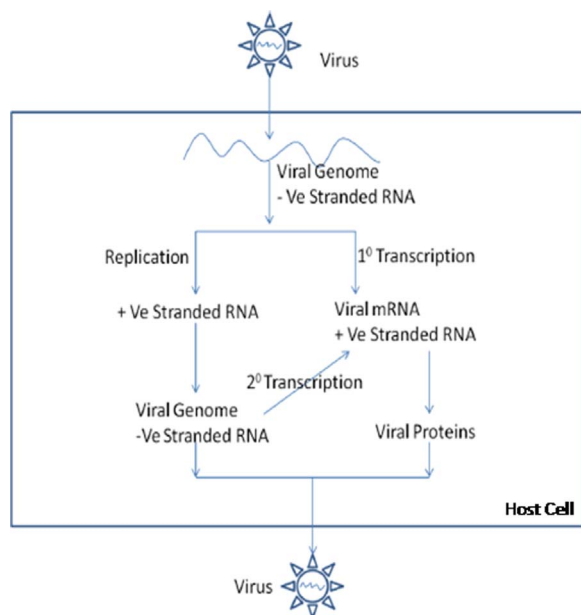 Virus
Viral Genome
- Ve Stranded RNA
Replication
1⁰ Transcription
+ Ve Stranded RNA
Viral mRNA
+ Ve Stranded RNA
2⁰ Transcription
Viral Genome
-Ve Stranded RNA
Viral Proteins
Host Cell
Virus